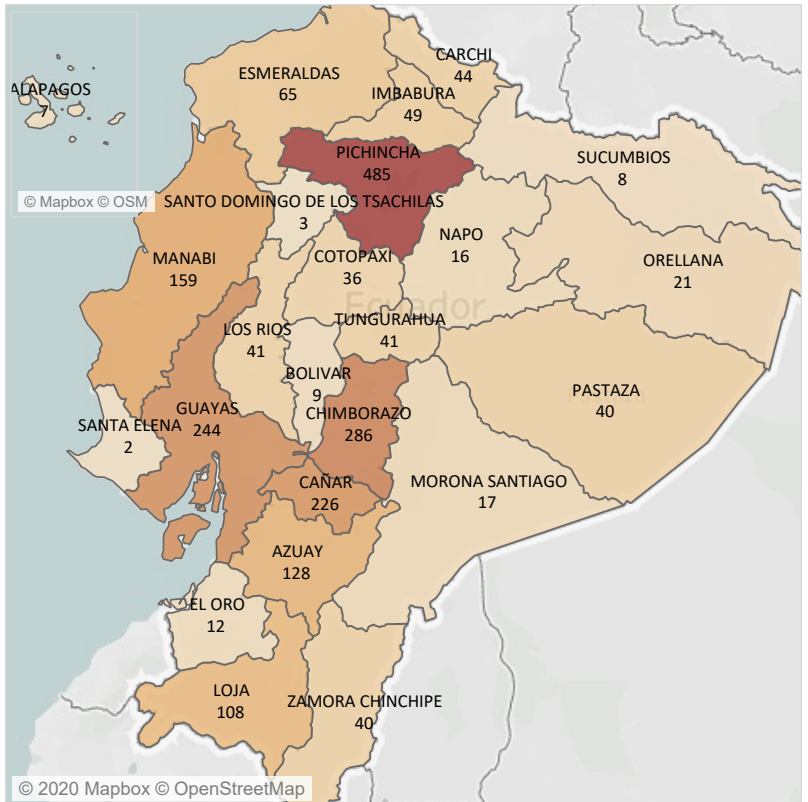 CARCHI
44
ESMERALDAS
65
IMBABURA
49
ALAPAGOS
7
PICHINCHA
485
SUCUMBIOS
8
© Mapbox © OSM
SANTO DOMINGO DE LOS TSACHILAS
3
NAPO
16
MANABI
159
COTOPAXI
36
ORELLANA
21
Ecuador
LOS RIOS
41
TUNGURAHUA
41
BOLIVAR
9
PASTAZA
40
GUAYAS
244
CHIMBORAZO
286
SANTA ELENA
2
CAÑAR
226
MORONA SANTIAGO
17
AZUAY
128
EL ORO
12
LOJA
108
ZAMORA CHINCHIPE
40
© 2020 Mapbox © OpenStreetMap